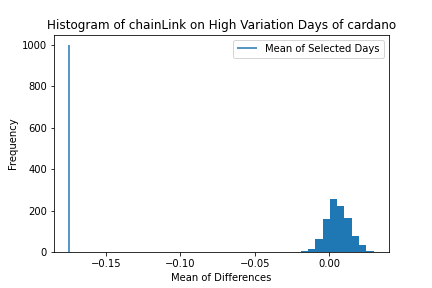 Histogram of chainLink on High Variation Days of cardano
Mean of Selected Days
Frequency
1000
800
600
400
200
0
−0.15 −0.10 −0.05 0.00
Mean of Differences